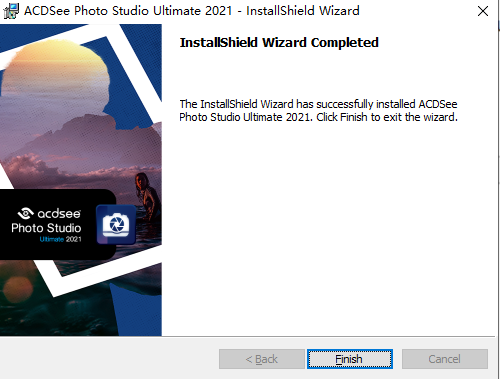 ACDSee Photo Studio Ultimate 2021 - InstallShield Wizard
InstallShield Wizard Completed
The InstallShield Wizard has successfully installed ACDSee
Photo Studio Ultimate 2021. Click Finish to exit the wizard.
acdsee
Photo Studio
Ultimate 2021
< Back
Finish
Cancel